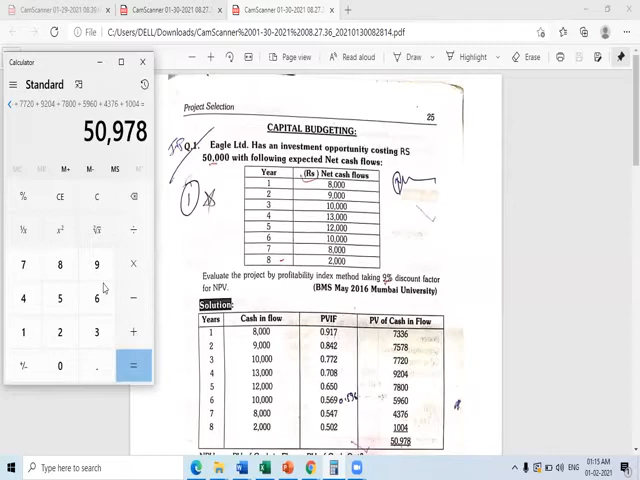 CamScanner 01-29-2021 08.30
CamScanner 01-30-2021 08.27.
CamScanner 01-30-2021 08.27.
File
C:/Users/DELL/Downloads/CamScanner%2001-30-2021%2008.27.36_20210130082814.pdf
Page view
Read aloud
Draw
Highlight
Erase
Calculator
Standard
+ 7720 + 9204 + 7800 + 5960 + 4376 + 1004 =
50,978
M+ M- MS
% CE C
7 8 9 ×
4 5 6 −
1 2 3 +
+/- 0 . =
Project Selection 25
CAPITAL BUDGETING:
Q.1. Eagle Ltd. Has an investment opportunity costing RS
50,000 with following expected Net cash flows:
Year (Rs) Net cash flows
1 8,000
2 9,000
3 10,000
4 13,000
5 12,000
6 10,000
7 8,000
8 2,000
Evaluate the project by profitability index method taking 9% discount factor
for NPV. (BMS May 2016 Mumbai University)
Solution:
Years Cash in flow PVIF PV of Cash in Flow
1 8,000 0.917 7336
2 9,000 0.842 7578
3 10,000 0.772 7720
4 13,000 0.708 9204
5 12,000 0.650 7800
6 10,000 0.569 5960
7 8,000 0.547 4376
8 2,000 0.502 1004
50,978
Type here to search
ENG
01:15 AM
01-02-2021